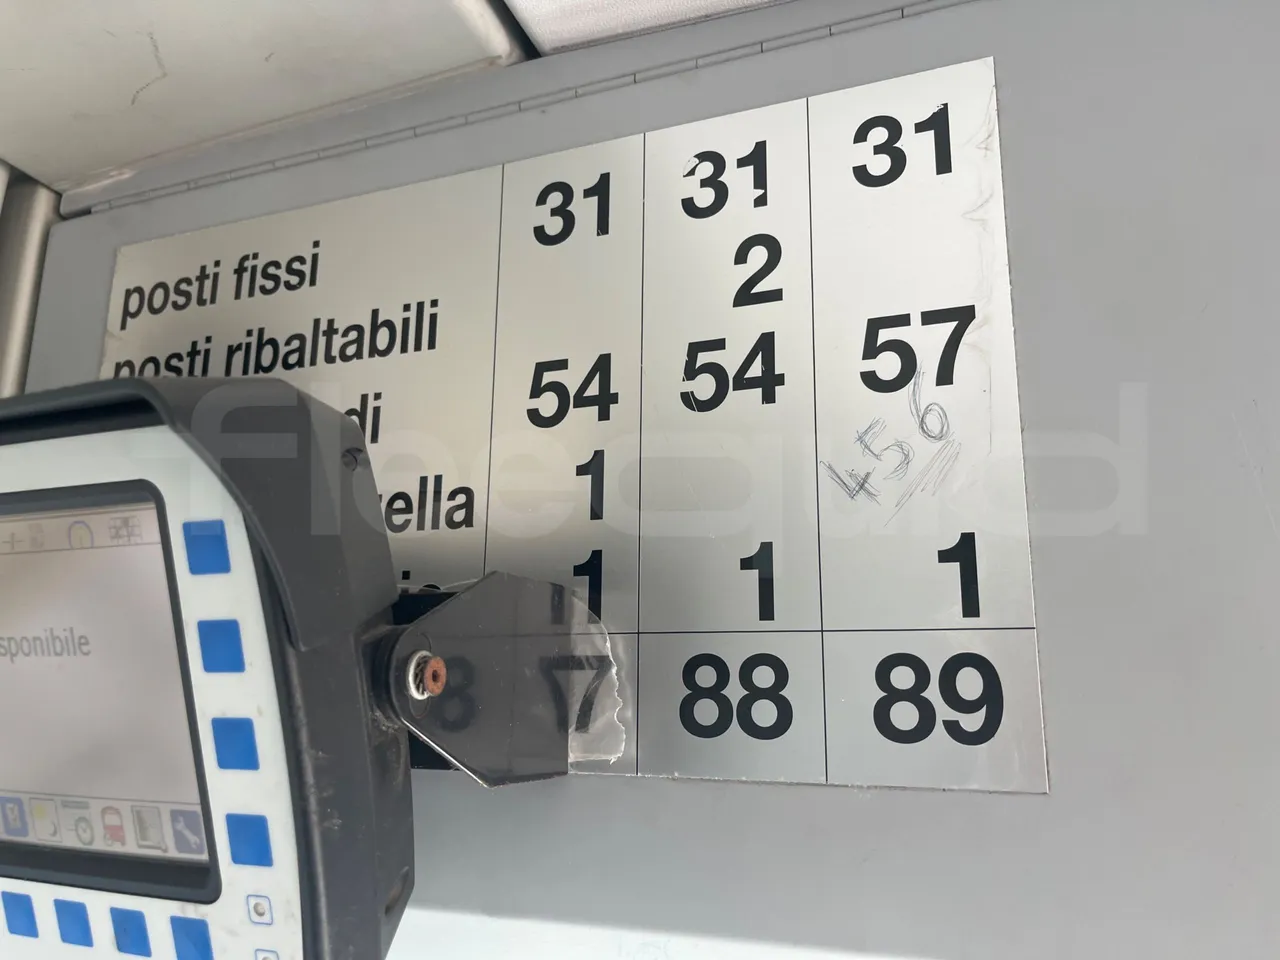 posti fissi 31 31 31
posti ribaltabili 2
di 54 54 57
456
ella 1
1 1 1
88 89
sponibile
fleequid